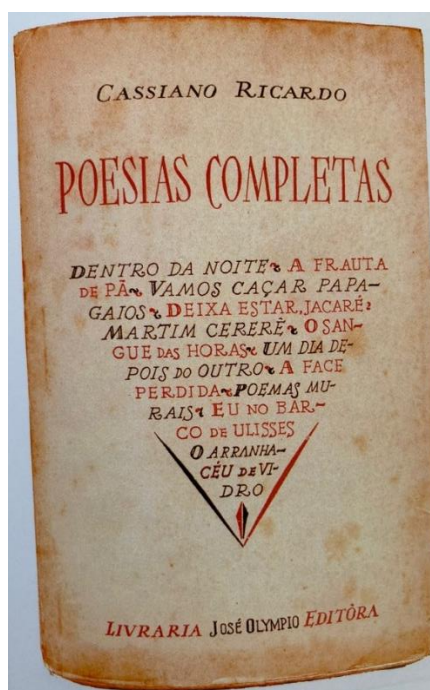 CASSIANO RICARDO
POESIAS COMPLETAS
DENTRO DA NOITE ~ A FRAUTA
DE PÃ ~ VAMOS CAÇAR PAPA-
GAIOS ~ DEIXA ESTAR, JACARÉ ~
MARTIM CERERÊ ~ O SAN-
GUE DAS HORAS ~ UM DIA DE-
POIS DO OUTRO ~ A FACE
PERDIDA ~ POEMAS MU-
RAIS ~ EU NO BAR-
CO DE ULISSES
O ARRANHA-
CÉU DE VI-
DRO
LIVRARIA JOSÉ OLYMPIO EDITÔRA